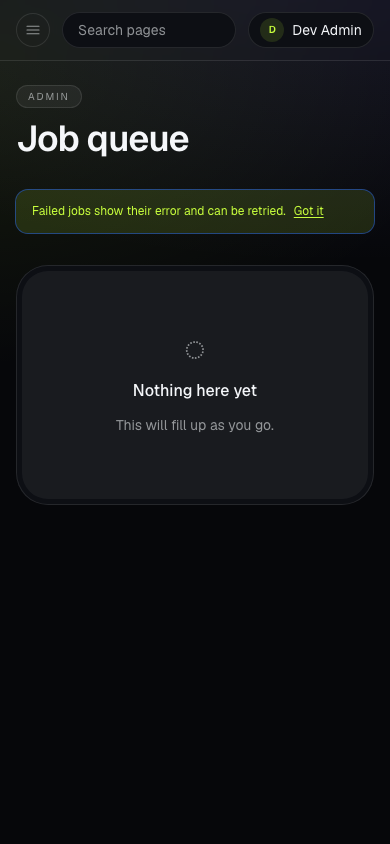 Search pages
D
Dev Admin
ADMIN
Job queue
Failed jobs show their error and can be retried. Got it
Nothing here yet
This will fill up as you go.